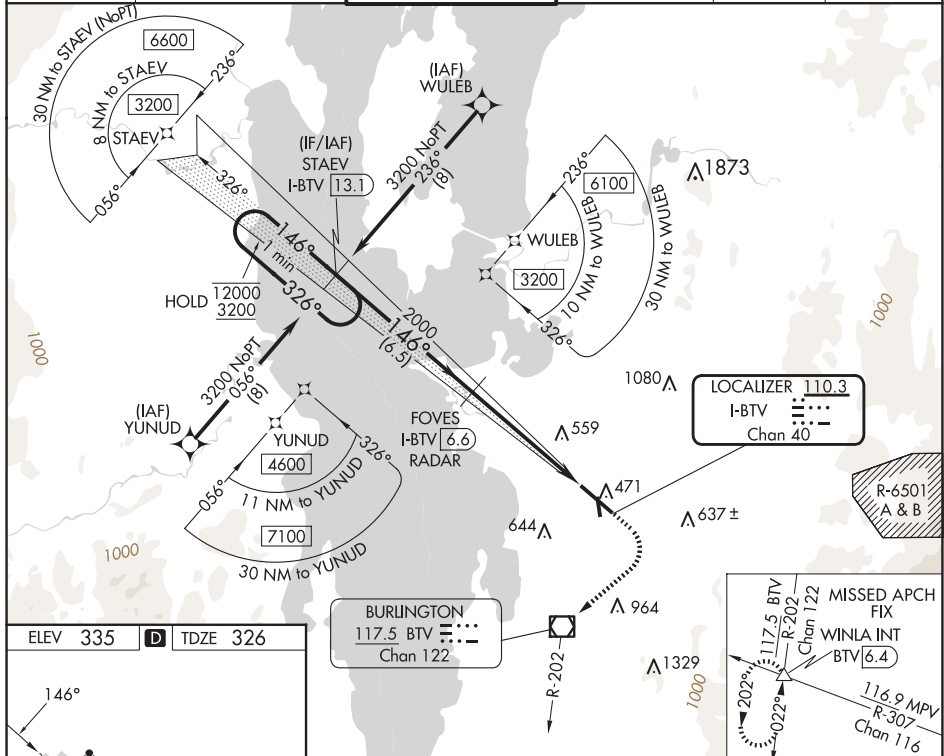 30 NM to STAEV (NoPT)
6600
236°
8 NM to STAEV
3200
STAEV
056°
(IAF)
WULEB
3200 NoPT
236°
(8)
(IF/IAF)
STAEV
I-BTV 13.1
326°
146°
1 min
326°
HOLD
12000
3200
2000
146°
(6.5)
236°
6100
WULEB
3200
10 NM to WULEB
30 NM to WULEB
326°
1873
1000
1000
3200 NoPT
056°
(8)
(IAF)
YUNUD
YUNUD
4600
326°
056°
11 NM to YUNUD
7100
30 NM to YUNUD
1000
FOVES
I-BTV 6.6
RADAR
1080
559
LOCALIZER 110.3
I-BTV
Chan 40
471
R-6501
A & B
644
637 ±
964
BURLINGTON
117.5 BTV
Chan 122
R-202
1329
1000
MISSED APCH
FIX
WINLA INT
BTV 6.4
117.5 BTV
R-202
Chan 122
202°
022°
116.9 MPV
R-307
Chan 116
ELEV 335 D TDZE 326
146°